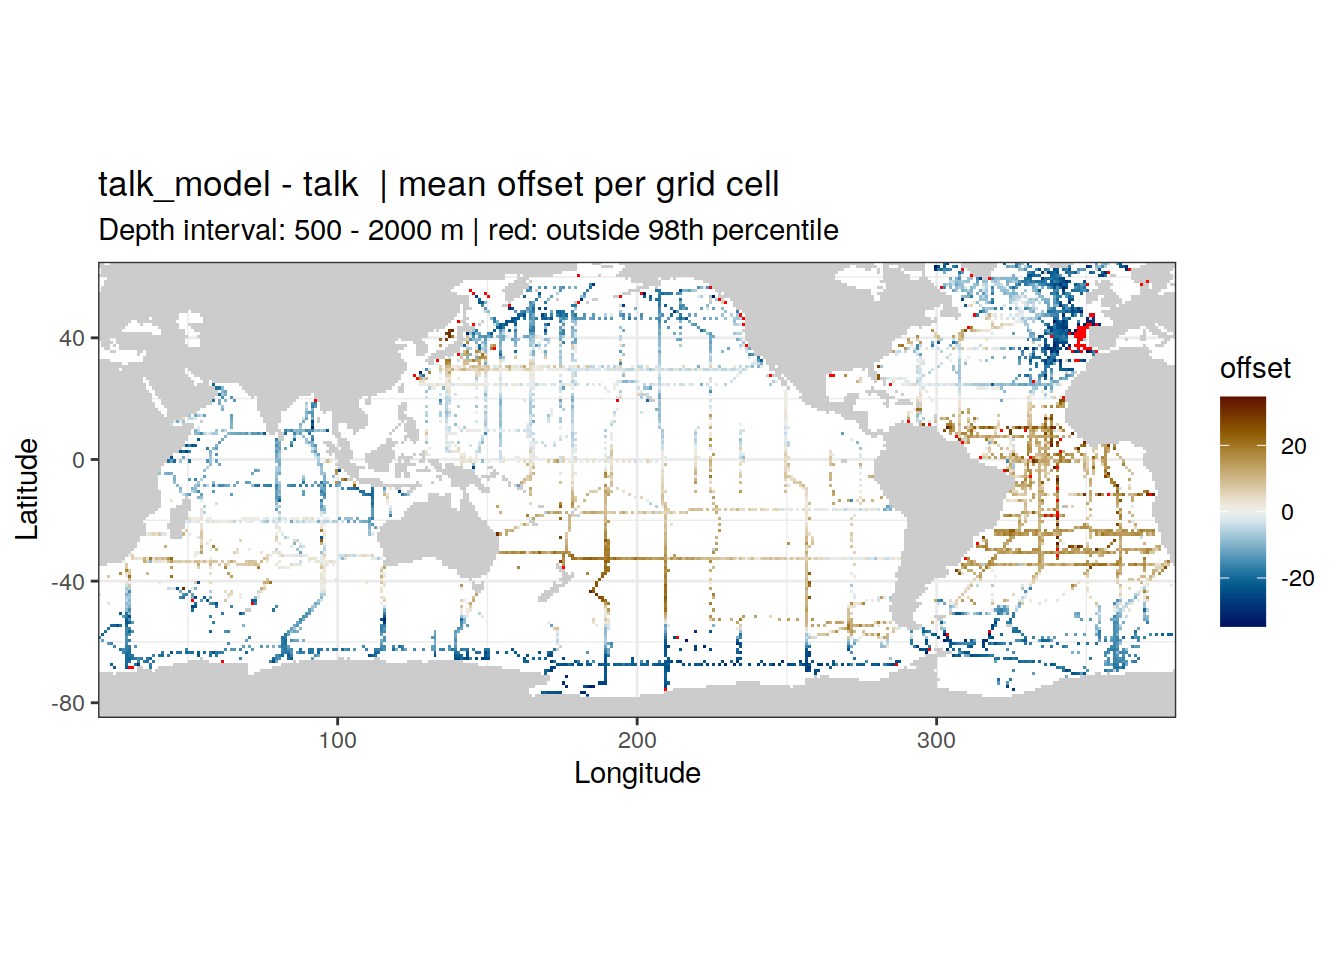 talk_model - talk  | mean offset per grid cell
Depth interval: 500 - 2000 m | red: outside 98th percentile
offset
20
0
-20
Latitude
40
0
-40
-80
100
200
300
Longitude